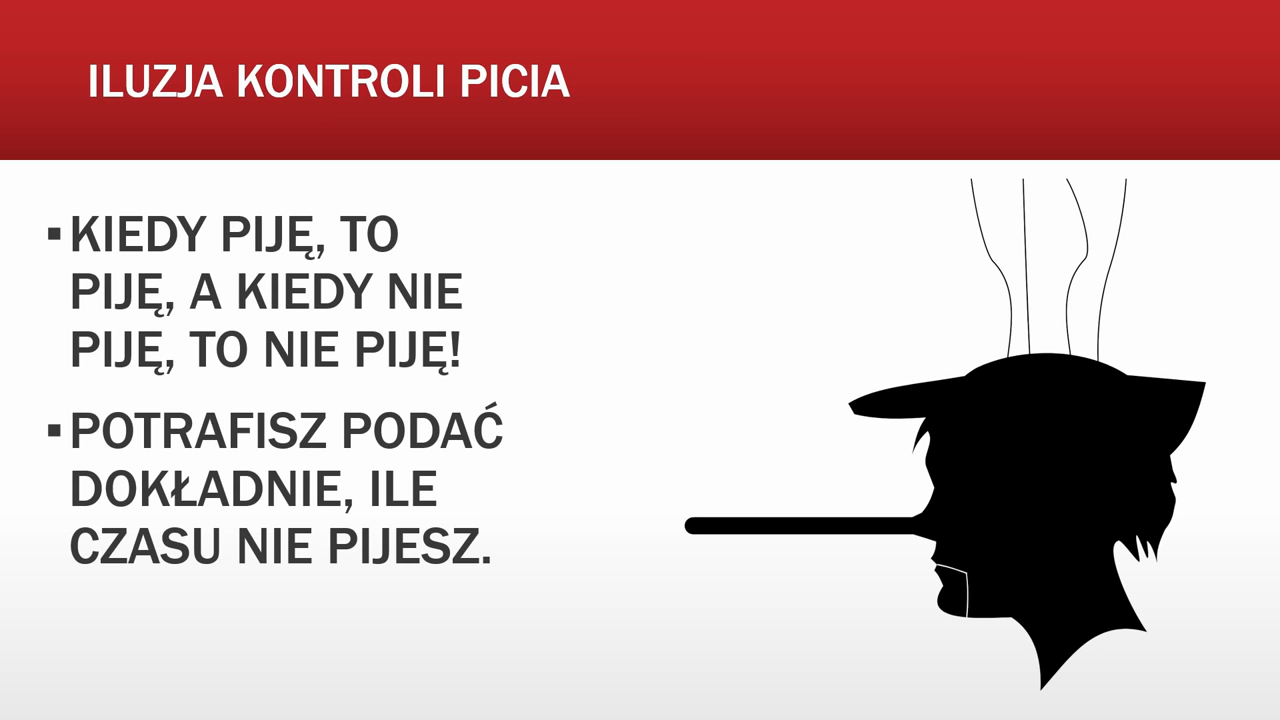 ILUZJA KONTROLI PICIA
▪KIEDY PIJĘ, TO
PIJĘ, A KIEDY NIE
PIJĘ, TO NIE PIJĘ!
▪POTRAFISZ PODAĆ
DOKŁADNIE, ILE
CZASU NIE PIJESZ.